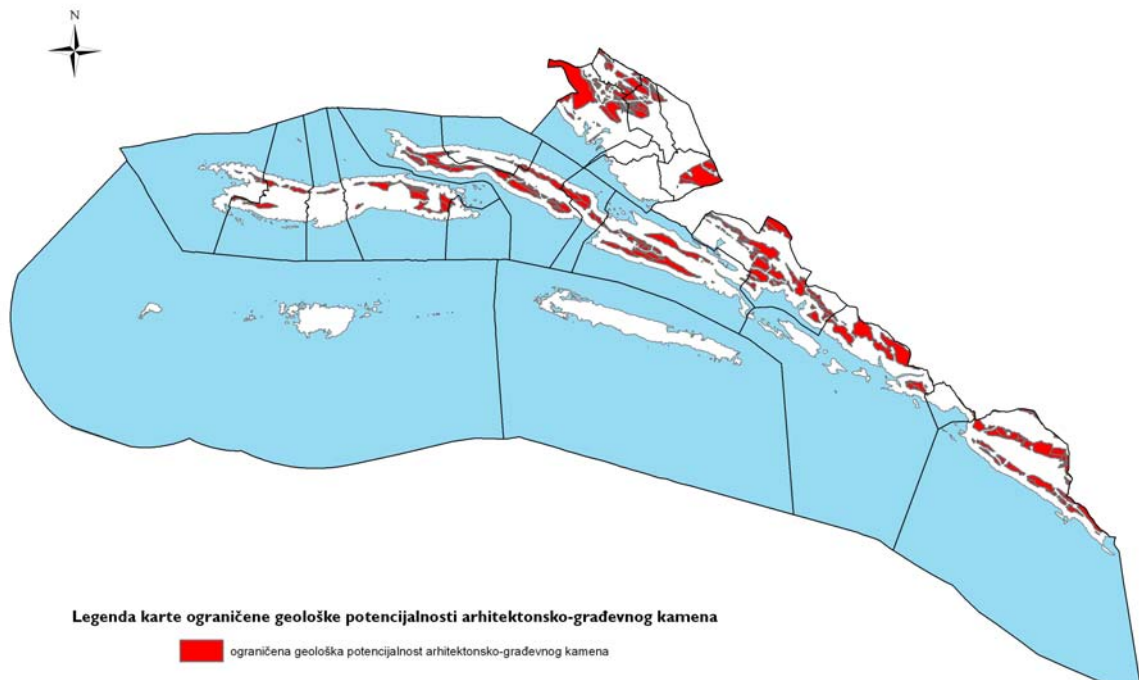 N
Legenda karte ograničene geološke potencijalnosti arhitektonsko-građevnog kamena
ograničena geološka potencijalnost arhitektonsko-građevnog kamena